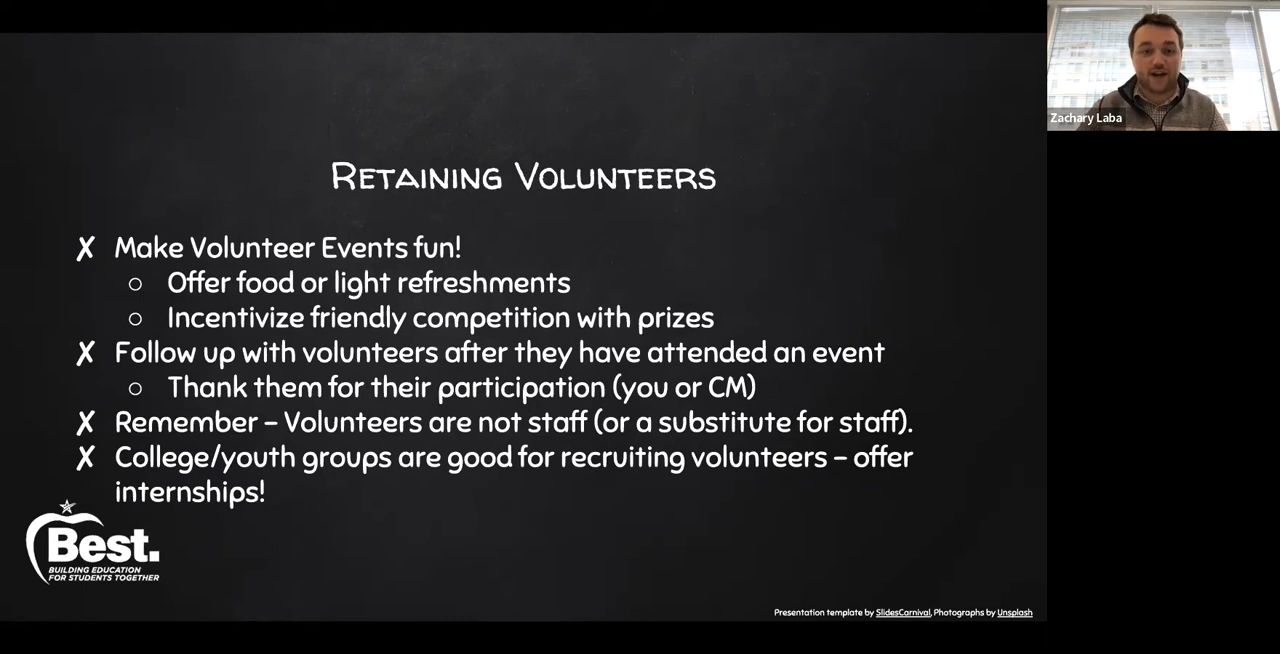 Zachary Laba
Retaining Volunteers
✗ Make Volunteer Events fun!
○ Offer food or light refreshments
○ Incentivize friendly competition with prizes
✗ Follow up with volunteers after they have attended an event
○ Thank them for their participation (you or CM)
✗ Remember – Volunteers are not staff (or a substitute for staff).
✗ College/youth groups are good for recruiting volunteers – offer
internships!
Best.
BUILDING EDUCATION
FOR STUDENTS TOGETHER
Presentation template by SlidesCarnival, Photographs by Unsplash